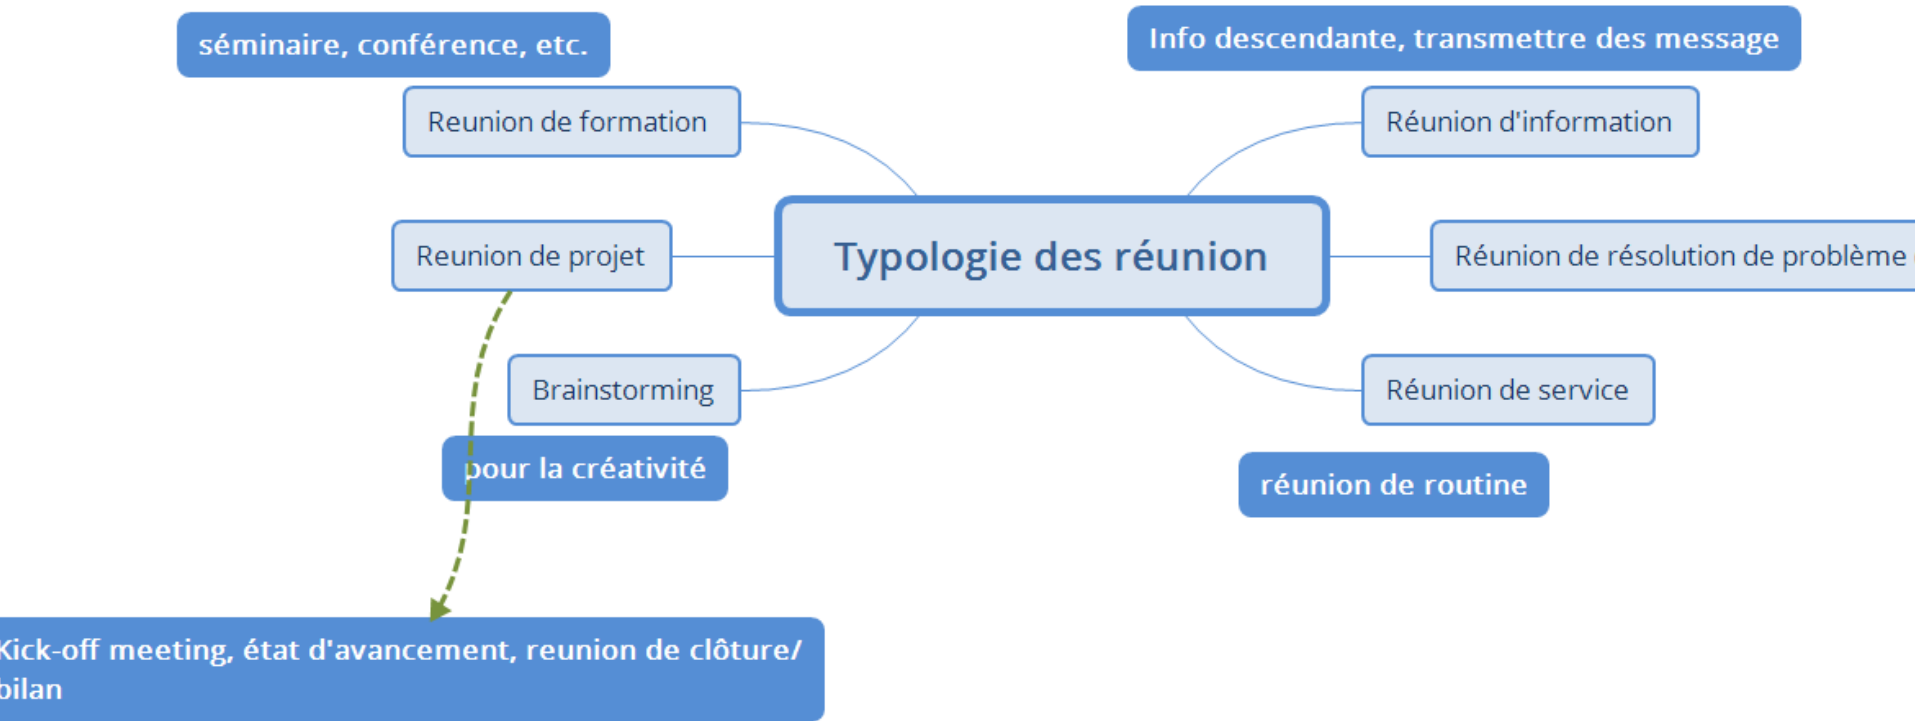 séminaire, conférence, etc.
Info descendante, transmettre des message
Reunion de formation
Réunion d'information
Reunion de projet
Typologie des réunion
Réunion de résolution de problème
Brainstorming
Réunion de service
pour la créativité
réunion de routine
Kick-off meeting, état d'avancement, reunion de clôture/
bilan